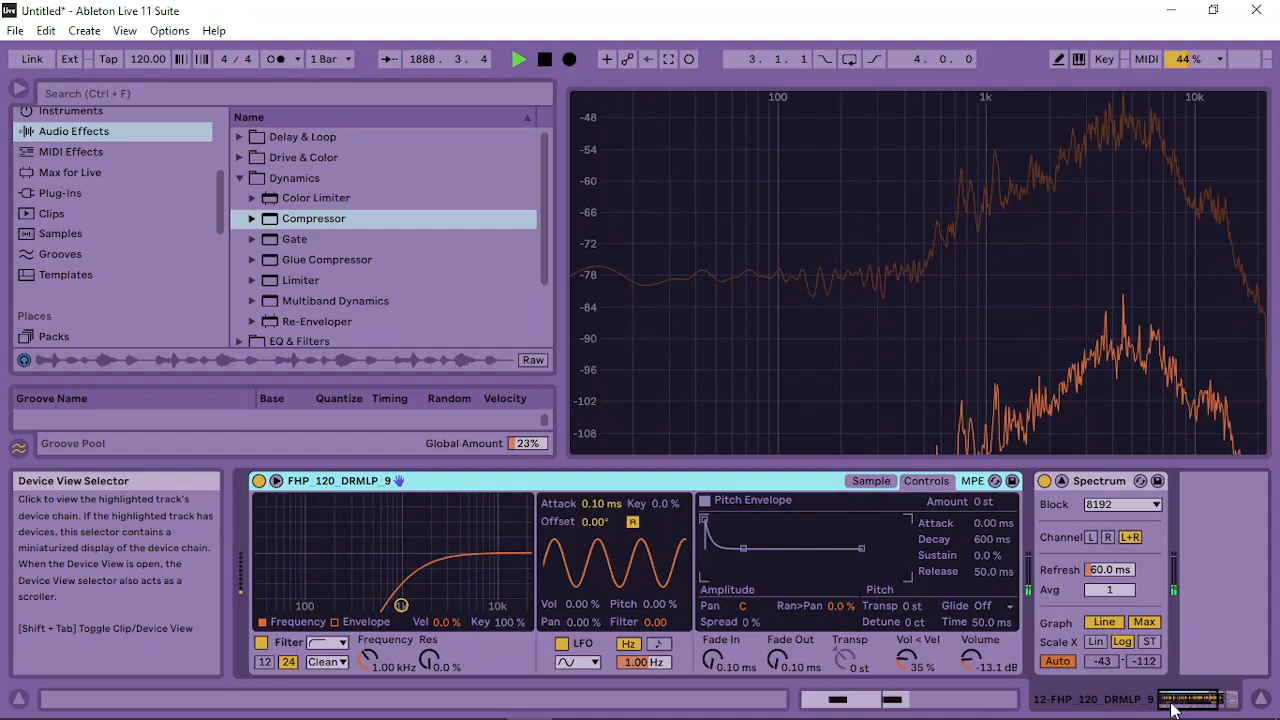 Untitled* - Ableton Live 11 Suite
File Edit Create View Options Help
Link Ext Tap 120.00 4 / 4 1 Bar 1888 . 3 . 4 3 . 1 . 1 4 . 0 . 0 Key MIDI 44 %
Search (Ctrl + F)
Instruments
Audio Effects
MIDI Effects
Max for Live
Plug-Ins
Clips
Samples
Grooves
Templates
Places
Packs
Name
Delay & Loop
Drive & Color
Dynamics
Color Limiter
Compressor
Gate
Glue Compressor
Limiter
Multiband Dynamics
Re-Enveloper
EQ & Filters
Raw
100 1k 10k
-48
-54
-60
-66
-72
-78
-84
-90
-96
-102
-108
Groove Name Base Quantize Timing Random Velocity
Groove Pool Global Amount 23%
Device View Selector
Click to view the highlighted track's
device chain. If the highlighted track has
devices, this selector contains a
miniaturized display of the device chain.
When the Device View is open, the
Device View selector also acts as a
scroller.
[Shift + Tab] Toggle Clip/Device View
FHP_120_DRMLP_9 Sample Controls MPE
100 1k 10k
Frequency Envelope Vel 0.0% Key 100 %
Filter Frequency Res
12 24 Clean 1.00 kHz 0.0 %
Attack 0.10 ms Key 0.0 %
Offset 0.00° R
Vol 0.00 % Pitch 0.00 %
Pan 0.00 % Filter 0.00
LFO Hz
1.00 Hz
Pitch Envelope Amount 0 st
Attack 0.00 ms
Decay 600 ms
Sustain 0.0 %
Release 50.0 ms
Amplitude Pitch
Pan C Ran>Pan 0.0 % Transp 0 st Glide Off
Spread 0 % Detune 0 ct Time 50.0 ms
Fade In Fade Out Transp Vol < Vel Volume
0.10 ms 0.10 ms 0 st 35 % -13.1 dB
Spectrum
Block 8192
Channel L R L+R
Refresh 60.0 ms
Avg 1
Graph Line Max
Scale X Lin Log ST
Auto -43 - -112
12-FHP_120_DRMLP_9